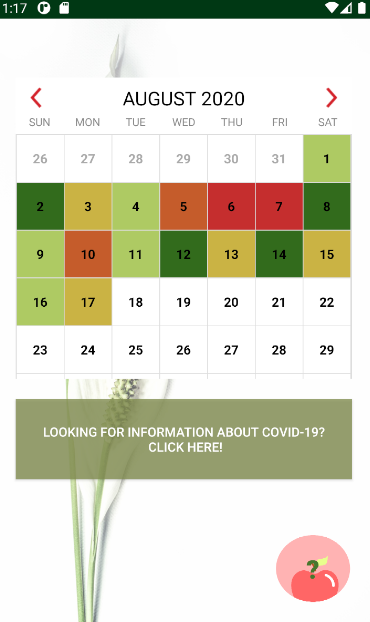 1:17
AUGUST 2020
SUN MON TUE WED THU FRI SAT
26 27 28 29 30 31 1
2 3 4 5 6 7 8
9 10 11 12 13 14 15
16 17 18 19 20 21 22
23 24 25 26 27 28 29
LOOKING FOR INFORMATION ABOUT COVID-19?
CLICK HERE!
?